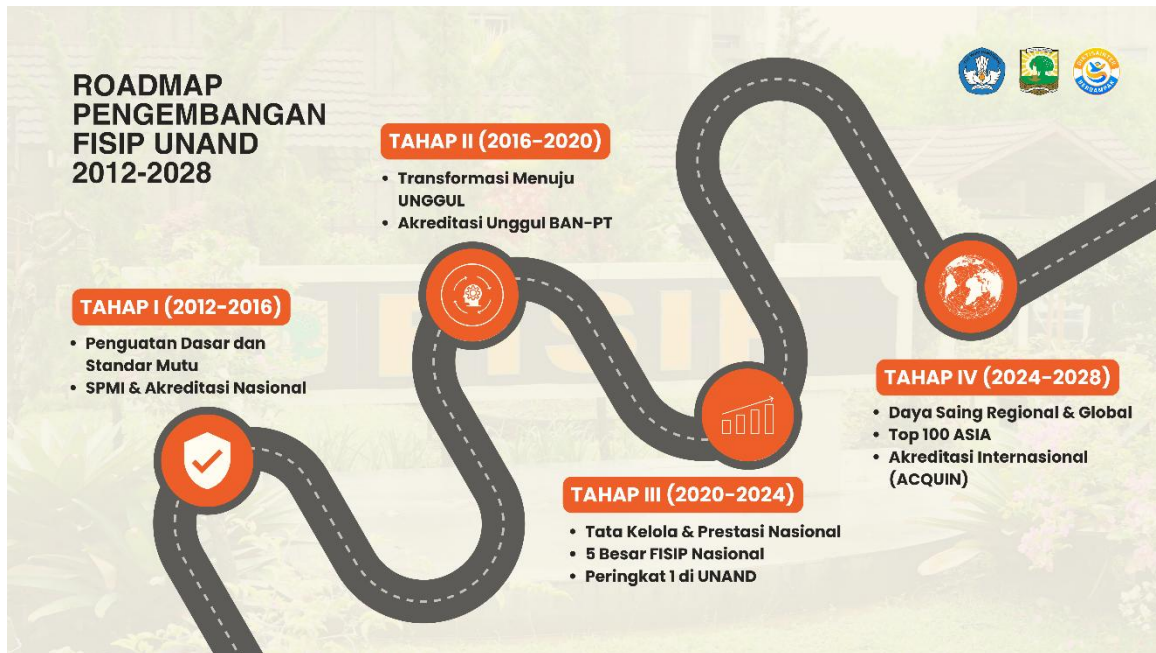 ROADMAP
PENGEMBANGAN
FISIP UNAND
2012-2028
TAHAP I (2012-2016)
• Penguatan Dasar dan
Standar Mutu
• SPMI & Akreditasi Nasional
TAHAP II (2016-2020)
• Transformasi Menuju
UNGGUL
• Akreditasi Unggul BAN-PT
TAHAP III (2020-2024)
• Tata Kelola & Prestasi Nasional
• 5 Besar FISIP Nasional
• Peringkat 1 di UNAND
TAHAP IV (2024-2028)
• Daya Saing Regional & Global
• Top 100 ASIA
• Akreditasi Internasional
(ACQUIN)
FISIP
DIKTISAINTEK
BERDAMPAK